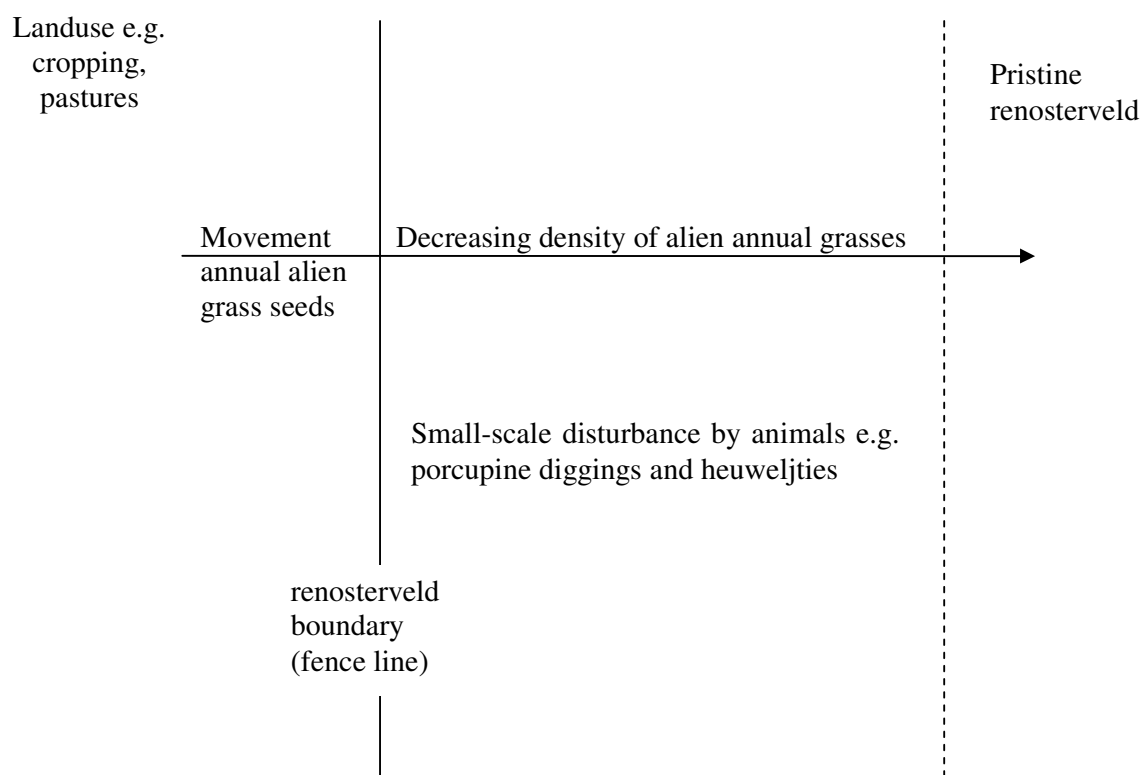 Landuse e.g.
cropping,
pastures
Pristine
renosterveld
Movement
annual alien
grass seeds
Decreasing density of alien annual grasses
Small-scale disturbance by animals e.g.
porcupine diggings and heuweljties
renosterveld
boundary
(fence line)